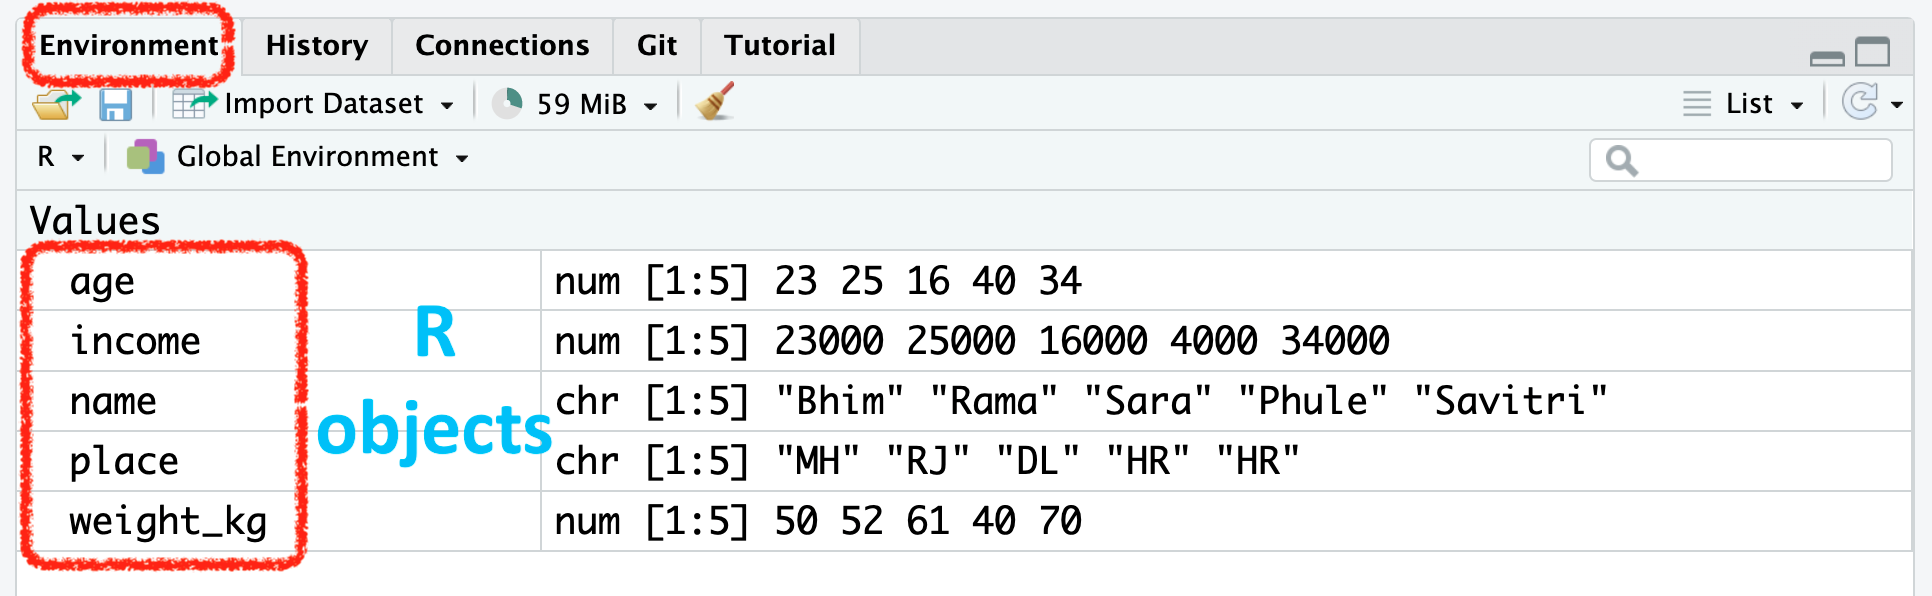 Environment History Connections Git Tutorial
Import Dataset 59 MiB List
R Global Environment
Values
age num [1:5] 23 25 16 40 34
income num [1:5] 23000 25000 16000 4000 34000
name chr [1:5] "Bhim" "Rama" "Sara" "Phule" "Savitri"
place chr [1:5] "MH" "RJ" "DL" "HR" "HR"
weight_kg num [1:5] 50 52 61 40 70
R
objects